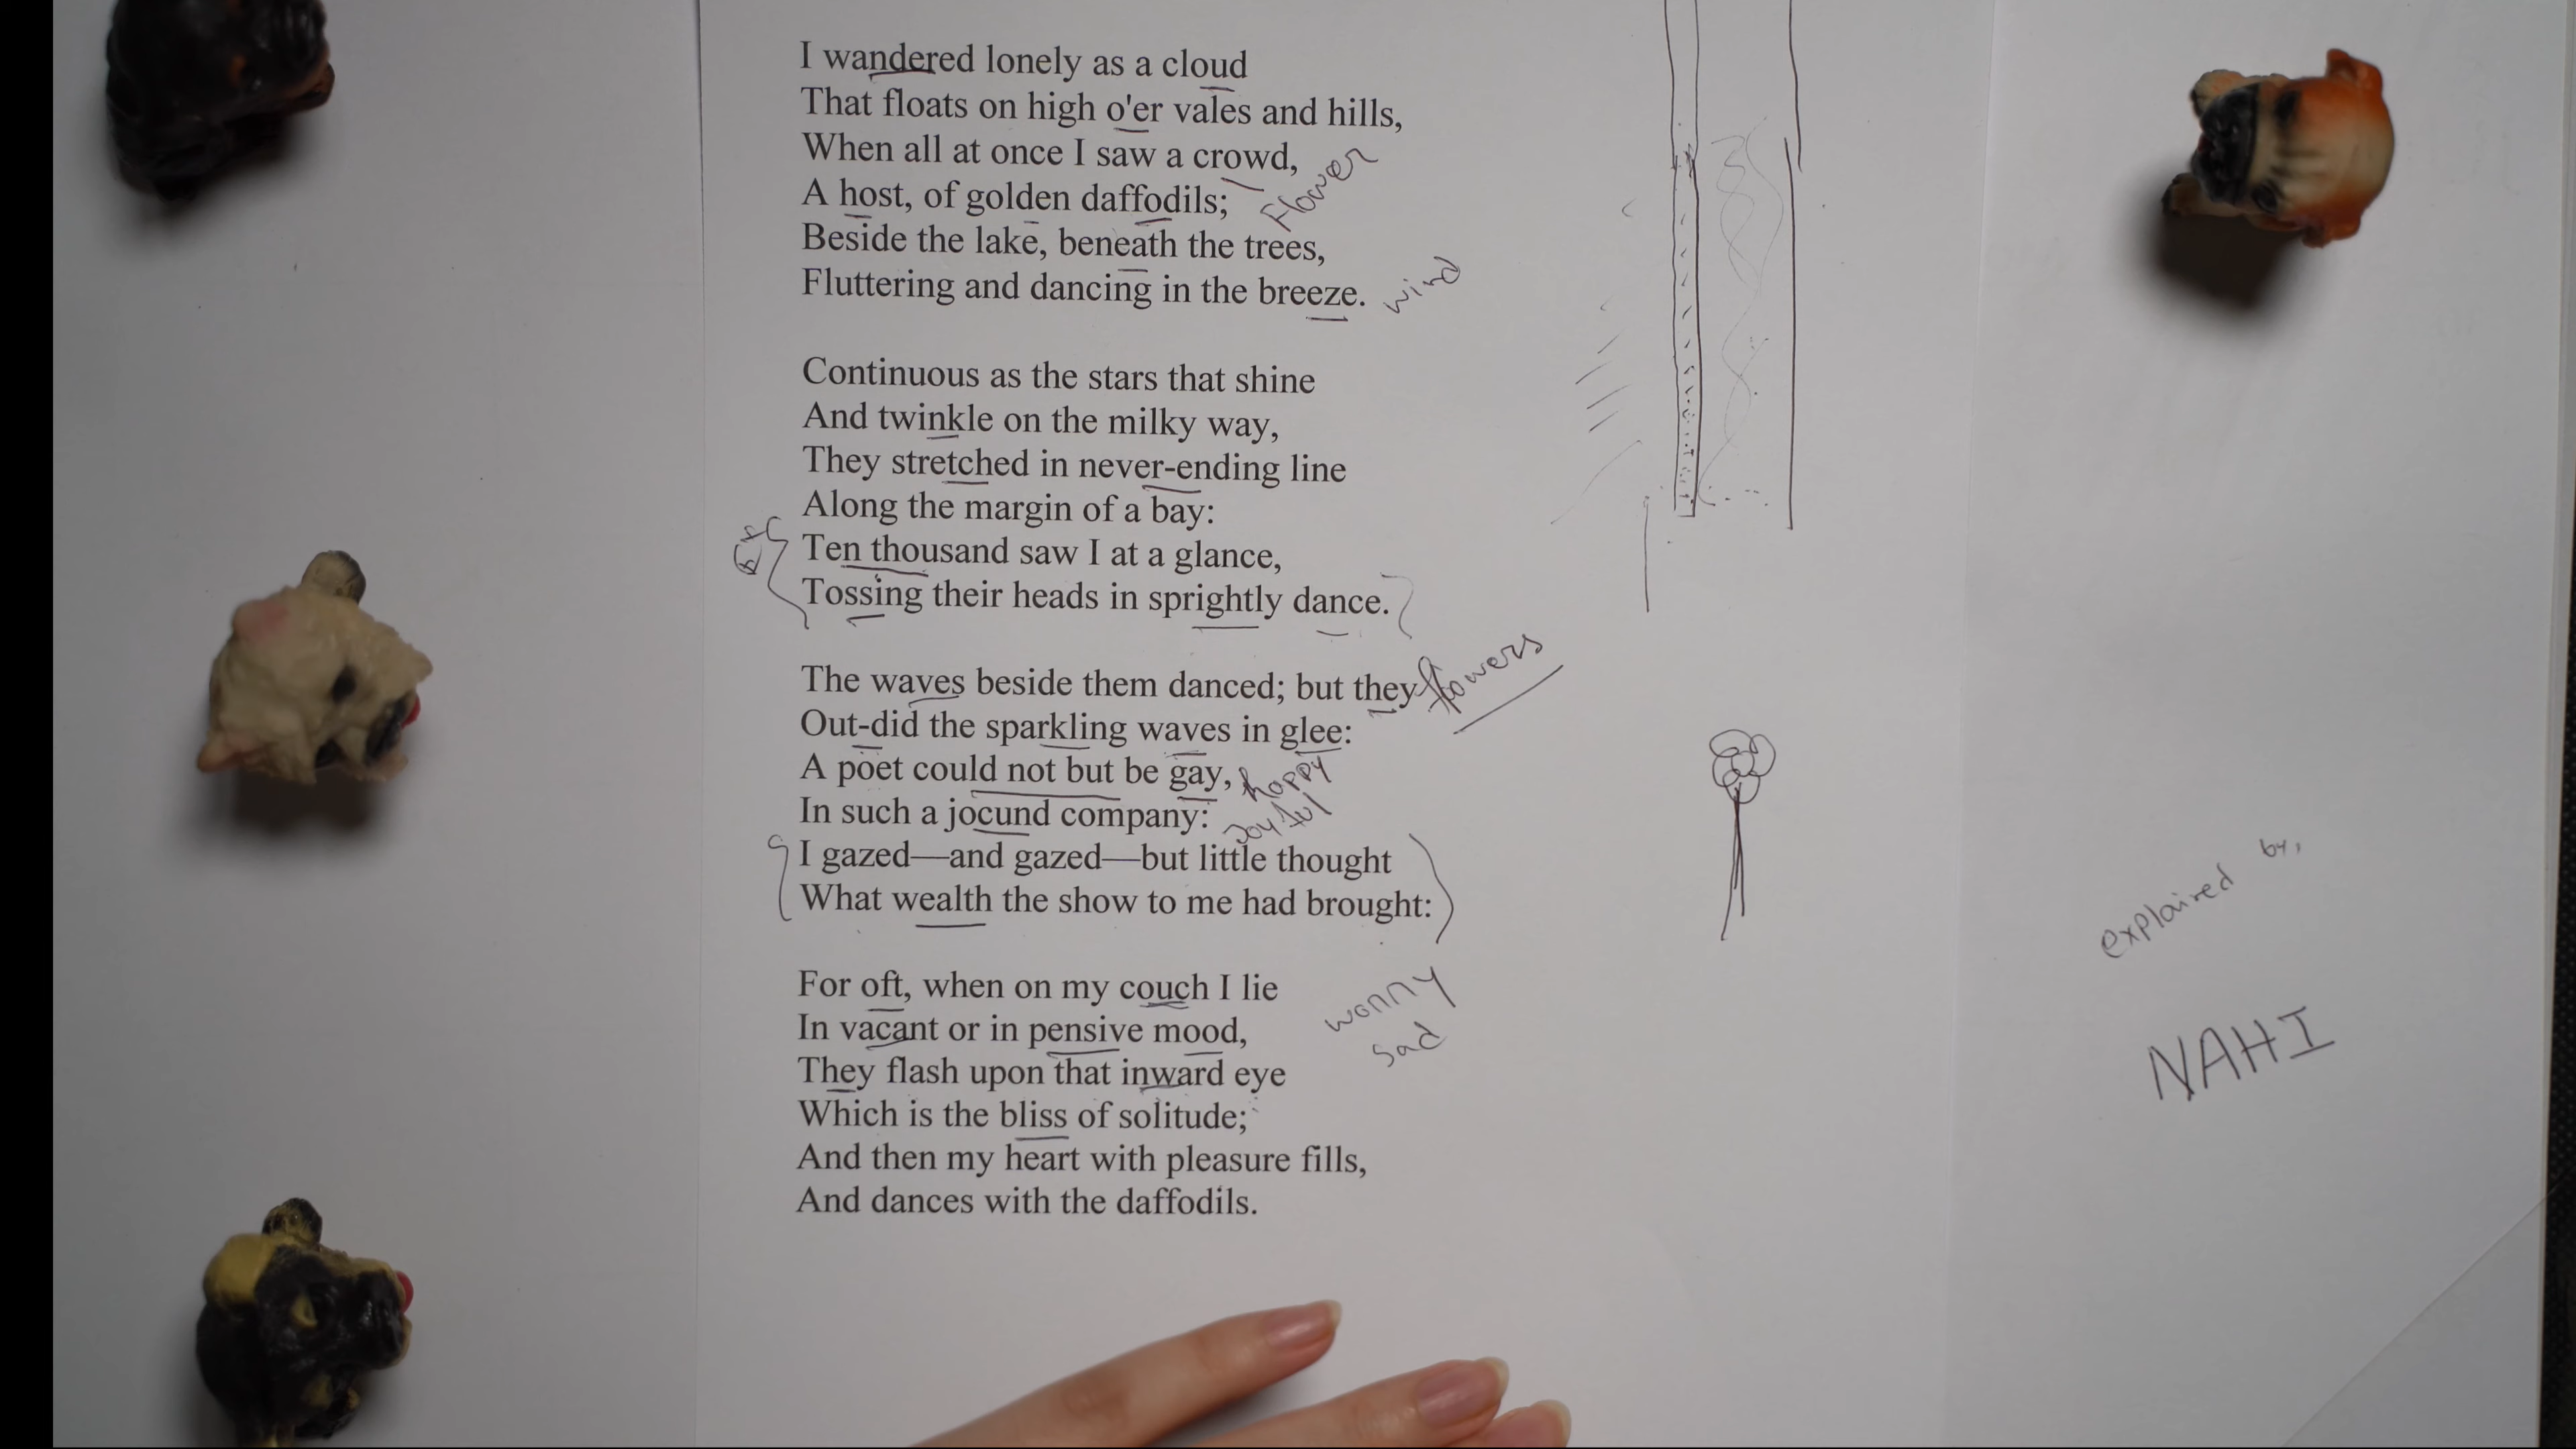 I wandered lonely as a cloud
That floats on high o'er vales and hills,
When all at once I saw a crowd,
A host, of golden daffodils;
Flower
Beside the lake, beneath the trees,
Fluttering and dancing in the breeze.
wind
Continuous as the stars that shine
And twinkle on the milky way,
They stretched in never-ending line
Along the margin of a bay:
Ten thousand saw I at a glance,
Tossing their heads in sprightly dance.
The waves beside them danced; but they
flowers
Out-did the sparkling waves in glee:
A poet could not but be gay,
happy
In such a jocund company:
Joyful
I gazed—and gazed—but little thought
What wealth the show to me had brought:
For oft, when on my couch I lie
In vacant or in pensive mood,
sad
They flash upon that inward eye
Which is the bliss of solitude;
And then my heart with pleasure fills,
And dances with the daffodils.
explained by,
NAHI